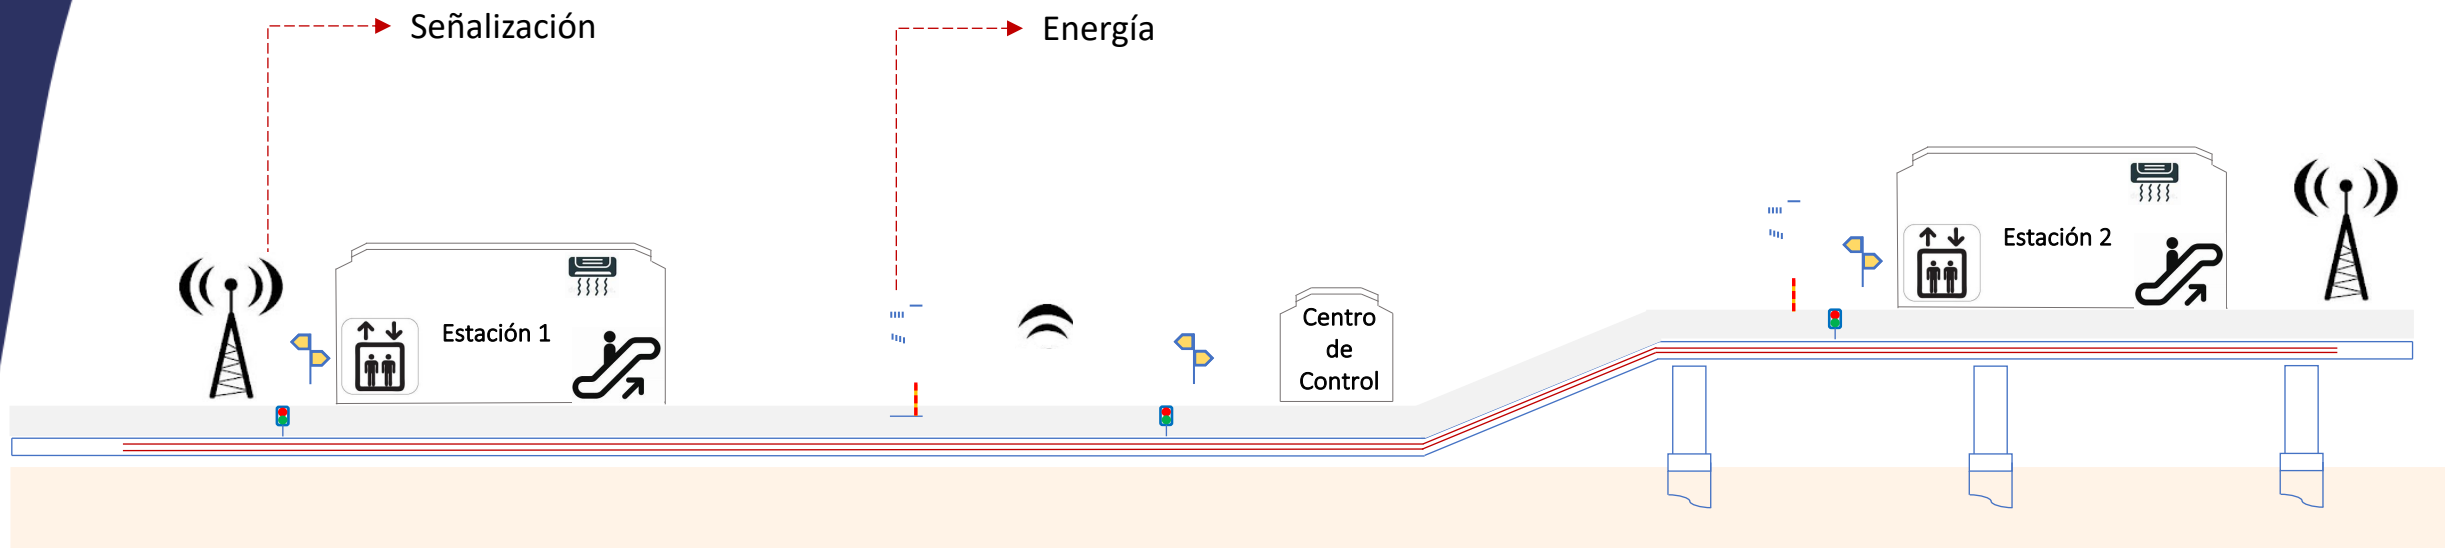 Señalización
Energía
Estación 1
Centro
de
Control
Estación 2